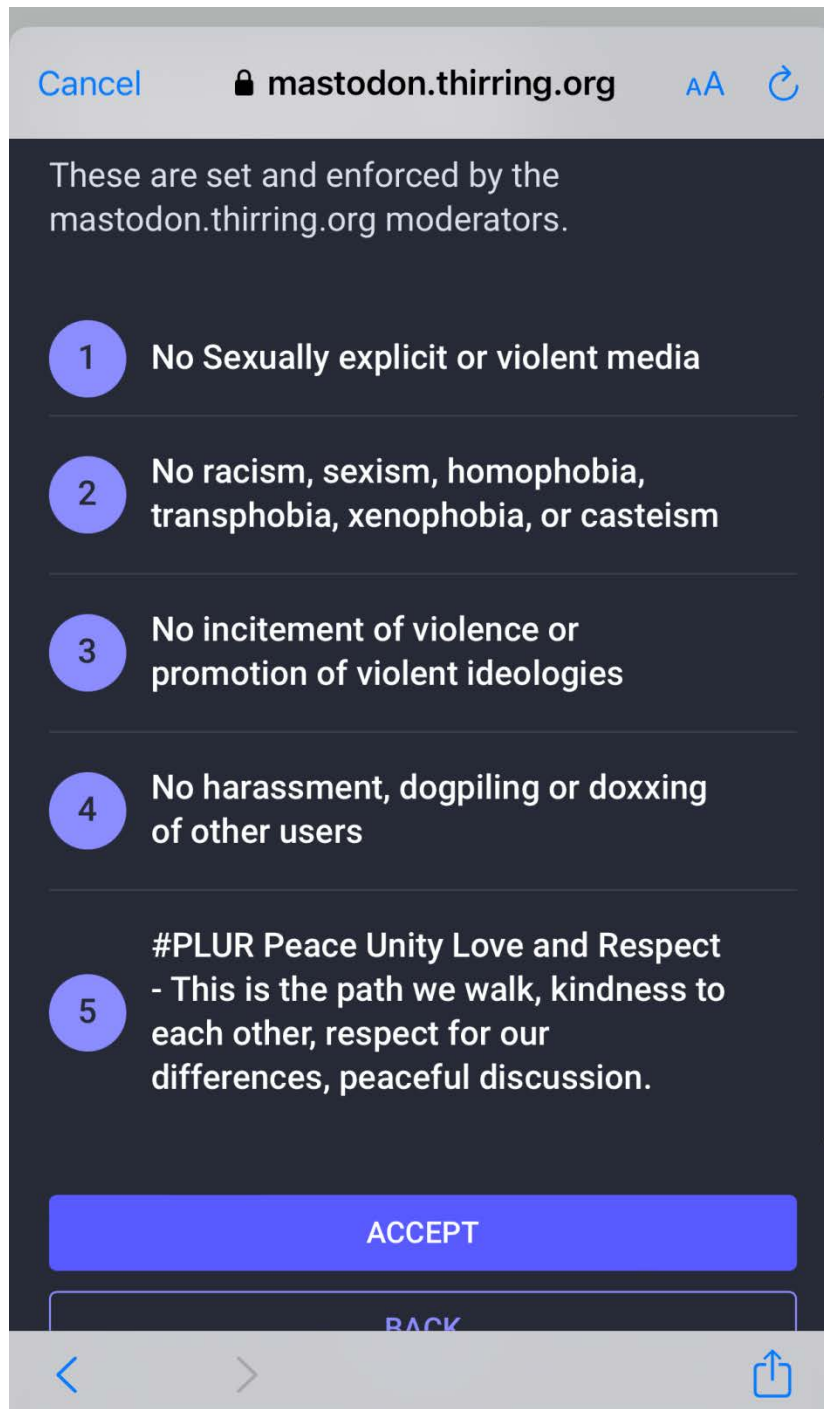 Cancel mastodon.thirring.org AA
These are set and enforced by the
mastodon.thirring.org moderators.
1 No Sexually explicit or violent media
2 No racism, sexism, homophobia,
transphobia, xenophobia, or casteism
3 No incitement of violence or
promotion of violent ideologies
4 No harassment, dogpiling or doxxing
of other users
#PLUR Peace Unity Love and Respect
- This is the path we walk, kindness to
5 each other, respect for our
differences, peaceful discussion.
ACCEPT
BACK